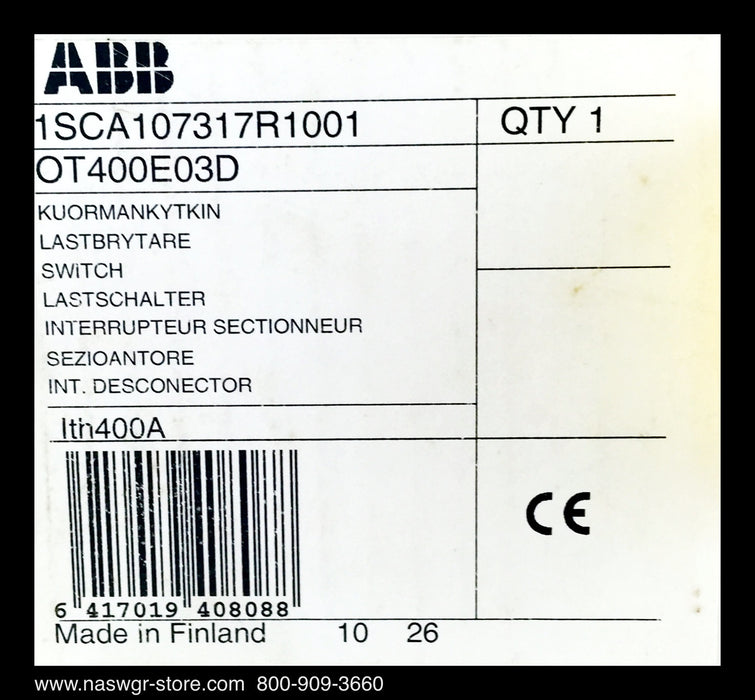 ABB
1SCA107317R1001 QTY 1
OT400E03D
KUORMANKYTKIN
LASTBRYTARE
SWITCH
LASTSCHALTER
INTERRUPTEUR SECTIONNEUR
SEZIOANTORE
INT. DESCONECTOR
Ith400A
CE
6 417019 408088
Made in Finland 10 26
www.naswgr-store.com 800-909-3660